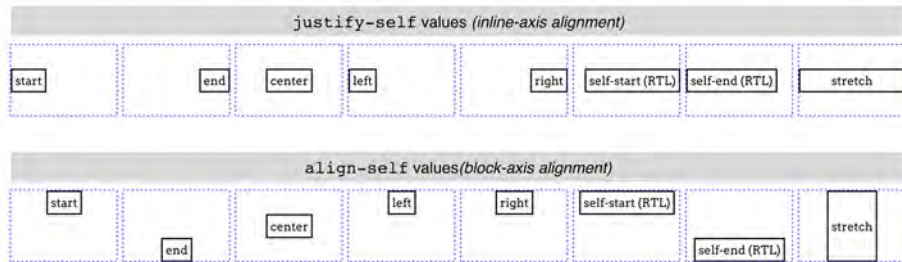 justify-self values (inline-axis alignment)
start end center left right self-start (RTL) self-end (RTL) stretch
align-self values(block-axis alignment)
start left right self-start (RTL)
center stretch
end self-end (RTL)